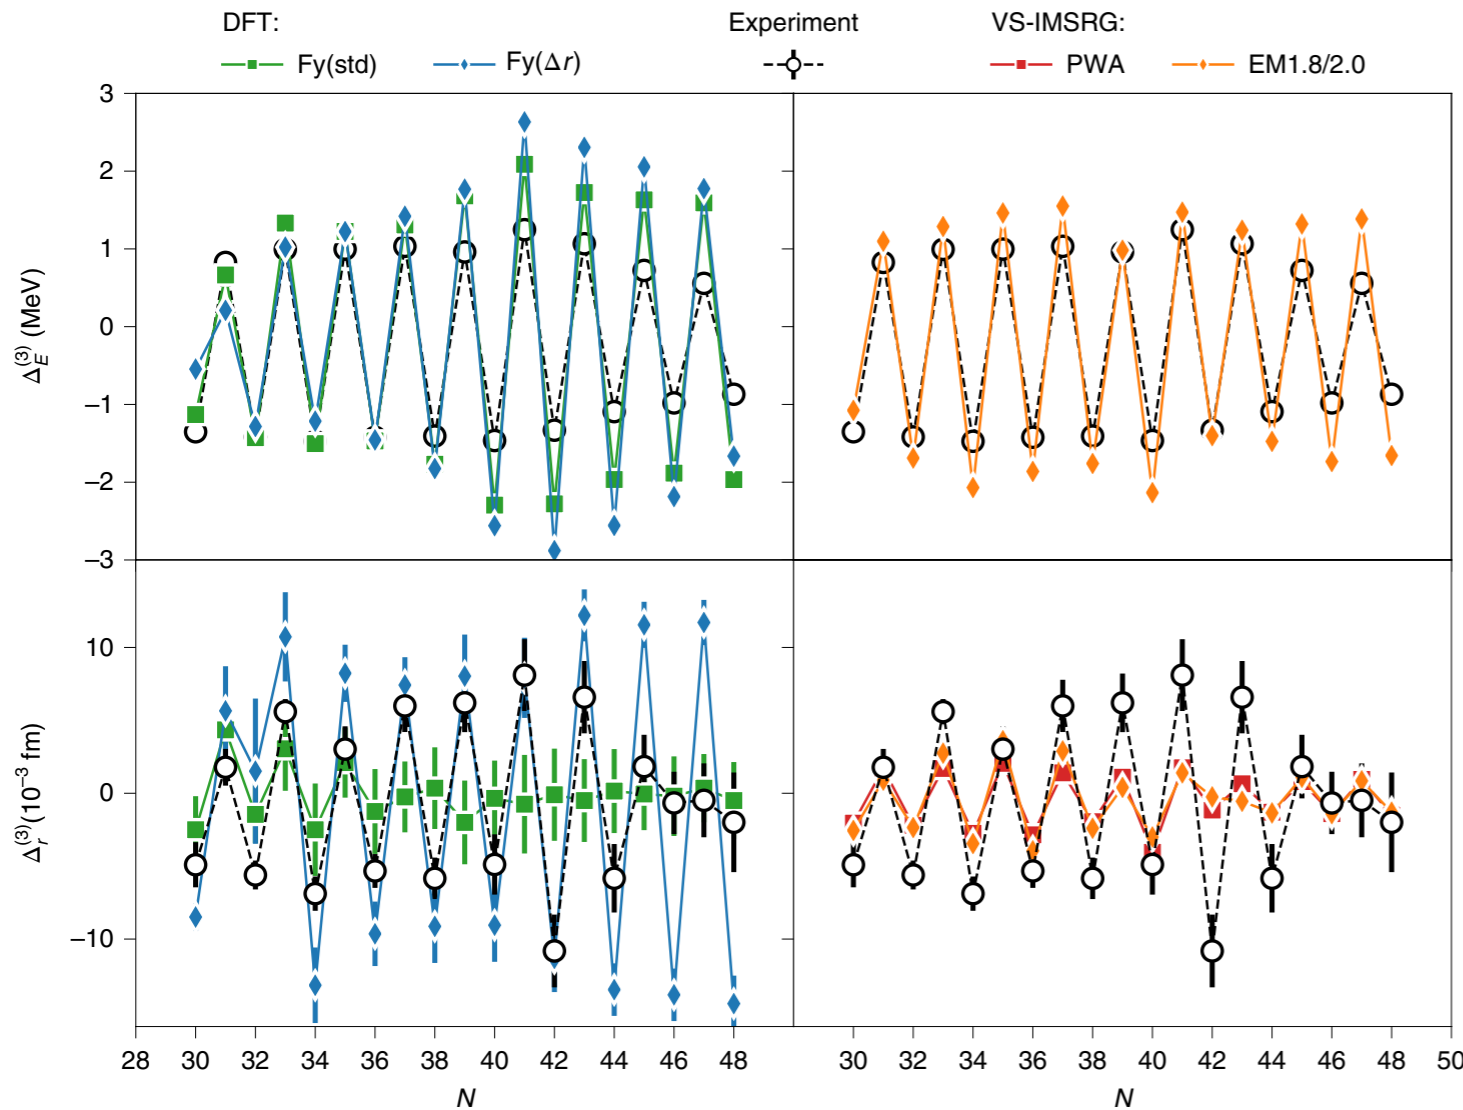 DFT: Experiment VS-IMSRG:
Fy(std) Fy(Δr) PWA EM1.8/2.0
3
2
1
0
−1
−2
−3
Δ_E^(3) (MeV)
10
0
−10
Δ_r^(3) (10^−3 fm)
28 30 32 34 36 38 40 42 44 46 48 30 32 34 36 38 40 42 44 46 48 50
N N